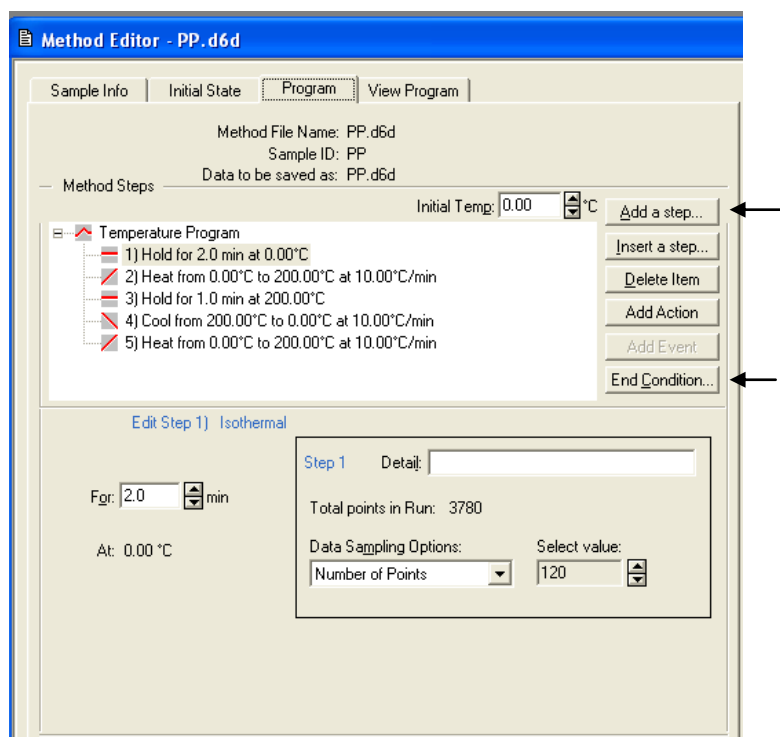 Method Editor - PP.d6d
Sample Info Initial State Program View Program
Method File Name: PP.d6d
Sample ID: PP
Data to be saved as: PP.d6d
Method Steps
Initial Temp: 0.00 °C
Add a step...
Temperature Program
Insert a step...
1) Hold for 2.0 min at 0.00°C
2) Heat from 0.00°C to 200.00°C at 10.00°C/min
Delete Item
3) Hold for 1.0 min at 200.00°C
Add Action
4) Cool from 200.00°C to 0.00°C at 10.00°C/min
5) Heat from 0.00°C to 200.00°C at 10.00°C/min
Add Event
End Condition...
Edit Step 1) Isothermal
Step 1 Detail:
For: 2.0 min
Total points in Run: 3780
At: 0.00 °C
Data Sampling Options: Select value:
Number of Points 120